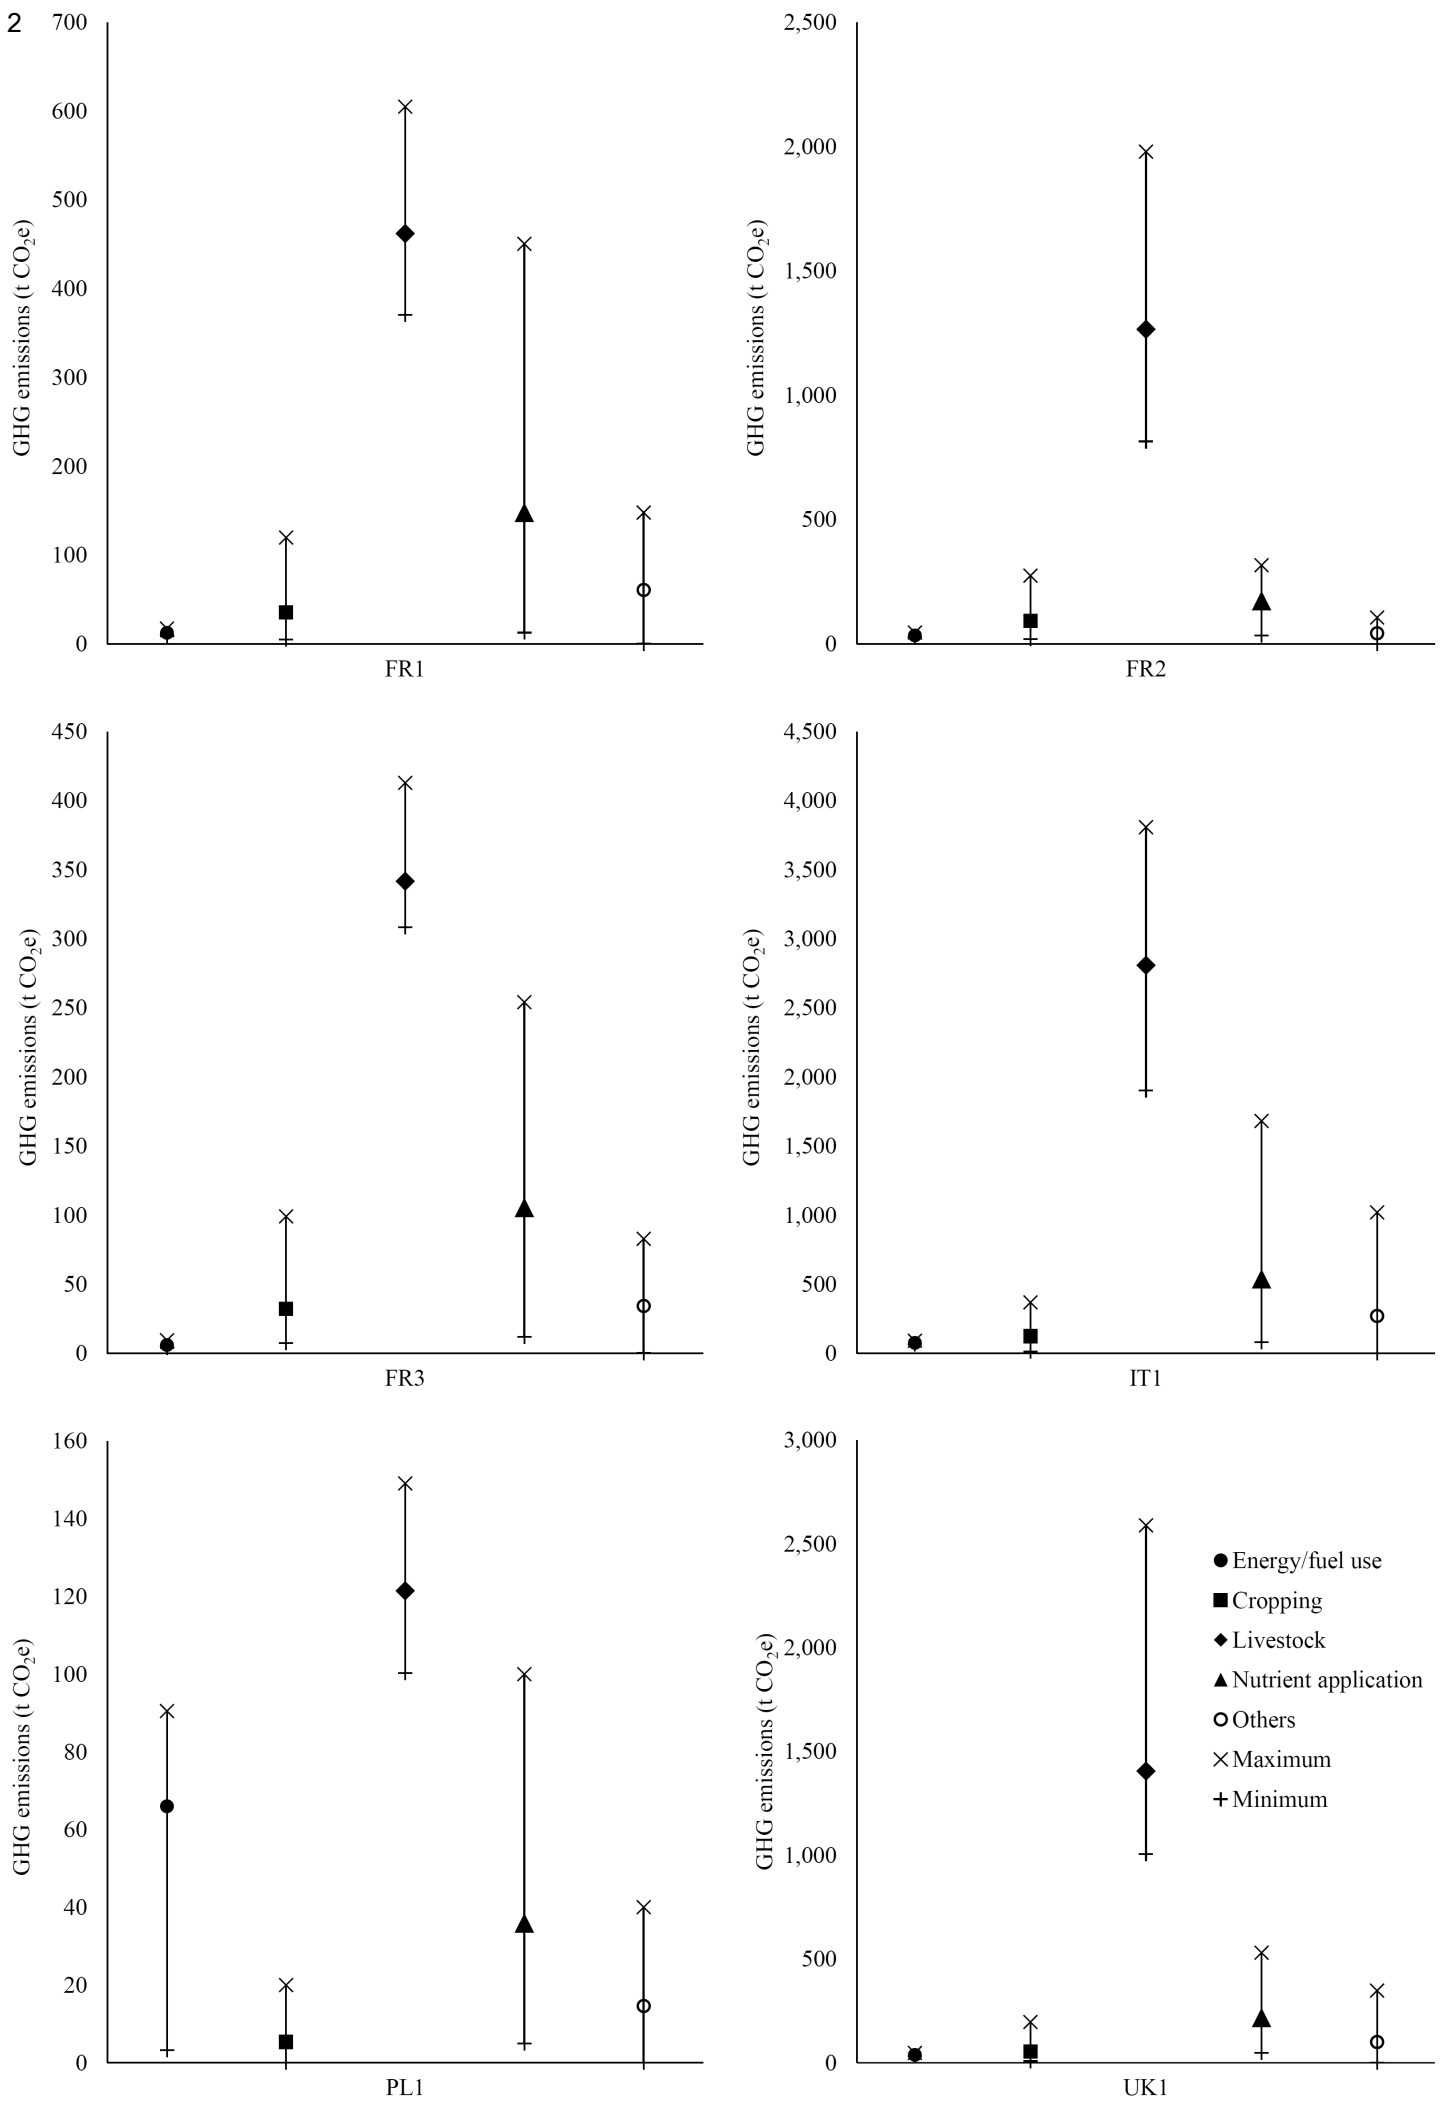 2
700
600
500
400
300
200
100
0
GHG emissions (t CO₂e)
FR1
2,500
2,000
1,500
1,000
500
0
GHG emissions (t CO₂e)
FR2
450
400
350
300
250
200
150
100
50
0
GHG emissions (t CO₂e)
FR3
4,500
4,000
3,500
3,000
2,500
2,000
1,500
1,000
500
0
GHG emissions (t CO₂e)
IT1
160
140
120
100
80
60
40
20
0
GHG emissions (t CO₂e)
PL1
3,000
2,500
2,000
1,500
1,000
500
0
GHG emissions (t CO₂e)
UK1
Energy/fuel use
Cropping
Livestock
Nutrient application
Others
Maximum
Minimum